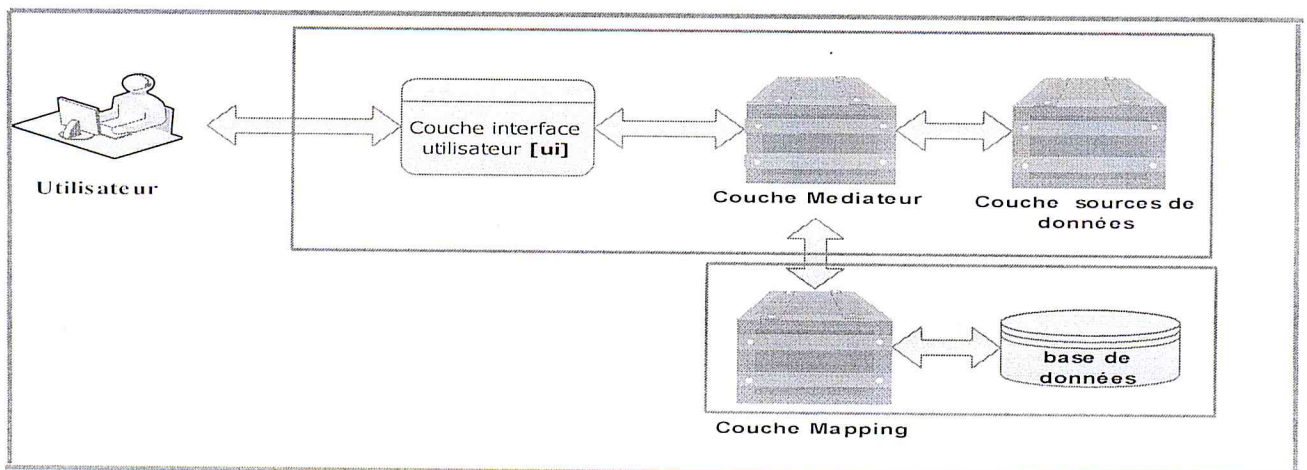 Couche interface
utilisateur [ui]
Utilisateur
Couche Mediateur
Couche sources de
données
base de
données
Couche Mapping